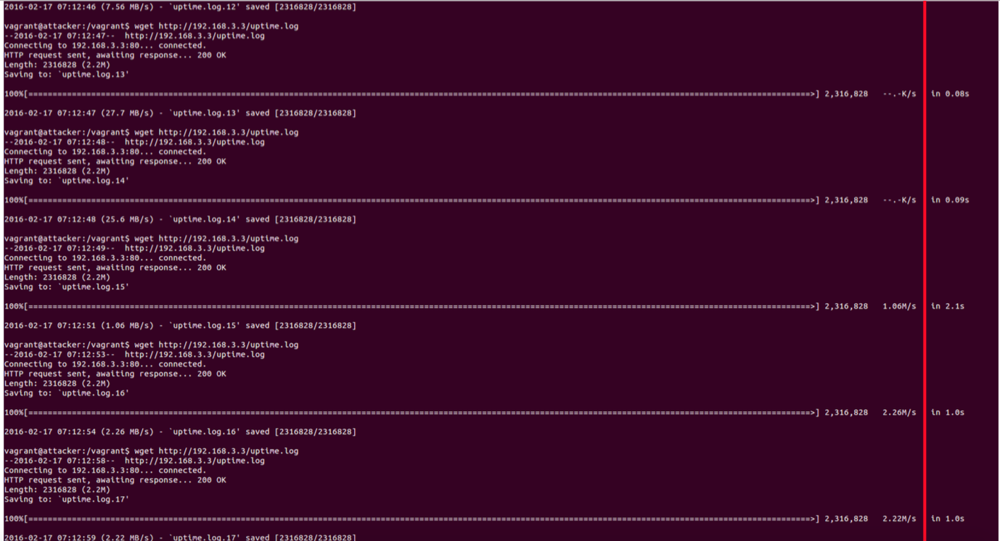 2016-02-17 07:12:46 (7.56 MB/s) - `uptime.log.12' saved [2316828/2316828]
vagrant@attacker:/vagrant$ wget http://192.168.3.3/uptime.log
--2016-02-17 07:12:47--  http://192.168.3.3/uptime.log
Connecting to 192.168.3.3:80... connected.
HTTP request sent, awaiting response... 200 OK
Length: 2316828 (2.2M)
Saving to: `uptime.log.13'
100%[======================================================================================================================================================================>] 2,316,828   --.-K/s   in 0.08s
2016-02-17 07:12:47 (27.7 MB/s) - `uptime.log.13' saved [2316828/2316828]
vagrant@attacker:/vagrant$ wget http://192.168.3.3/uptime.log
--2016-02-17 07:12:48--  http://192.168.3.3/uptime.log
Connecting to 192.168.3.3:80... connected.
HTTP request sent, awaiting response... 200 OK
Length: 2316828 (2.2M)
Saving to: `uptime.log.14'
100%[======================================================================================================================================================================>] 2,316,828   --.-K/s   in 0.09s
2016-02-17 07:12:48 (25.6 MB/s) - `uptime.log.14' saved [2316828/2316828]
vagrant@attacker:/vagrant$ wget http://192.168.3.3/uptime.log
--2016-02-17 07:12:49--  http://192.168.3.3/uptime.log
Connecting to 192.168.3.3:80... connected.
HTTP request sent, awaiting response... 200 OK
Length: 2316828 (2.2M)
Saving to: `uptime.log.15'
100%[======================================================================================================================================================================>] 2,316,828   1.06M/s   in 2.1s
2016-02-17 07:12:51 (1.06 MB/s) - `uptime.log.15' saved [2316828/2316828]
vagrant@attacker:/vagrant$ wget http://192.168.3.3/uptime.log
--2016-02-17 07:12:53--  http://192.168.3.3/uptime.log
Connecting to 192.168.3.3:80... connected.
HTTP request sent, awaiting response... 200 OK
Length: 2316828 (2.2M)
Saving to: `uptime.log.16'
100%[======================================================================================================================================================================>] 2,316,828   2.26M/s   in 1.0s
2016-02-17 07:12:54 (2.26 MB/s) - `uptime.log.16' saved [2316828/2316828]
vagrant@attacker:/vagrant$ wget http://192.168.3.3/uptime.log
--2016-02-17 07:12:58--  http://192.168.3.3/uptime.log
Connecting to 192.168.3.3:80... connected.
HTTP request sent, awaiting response... 200 OK
Length: 2316828 (2.2M)
Saving to: `uptime.log.17'
100%[======================================================================================================================================================================>] 2,316,828   2.22M/s   in 1.0s
2016-02-17 07:12:59 (2.22 MB/s) - `uptime.log.17' saved [2316828/2316828]